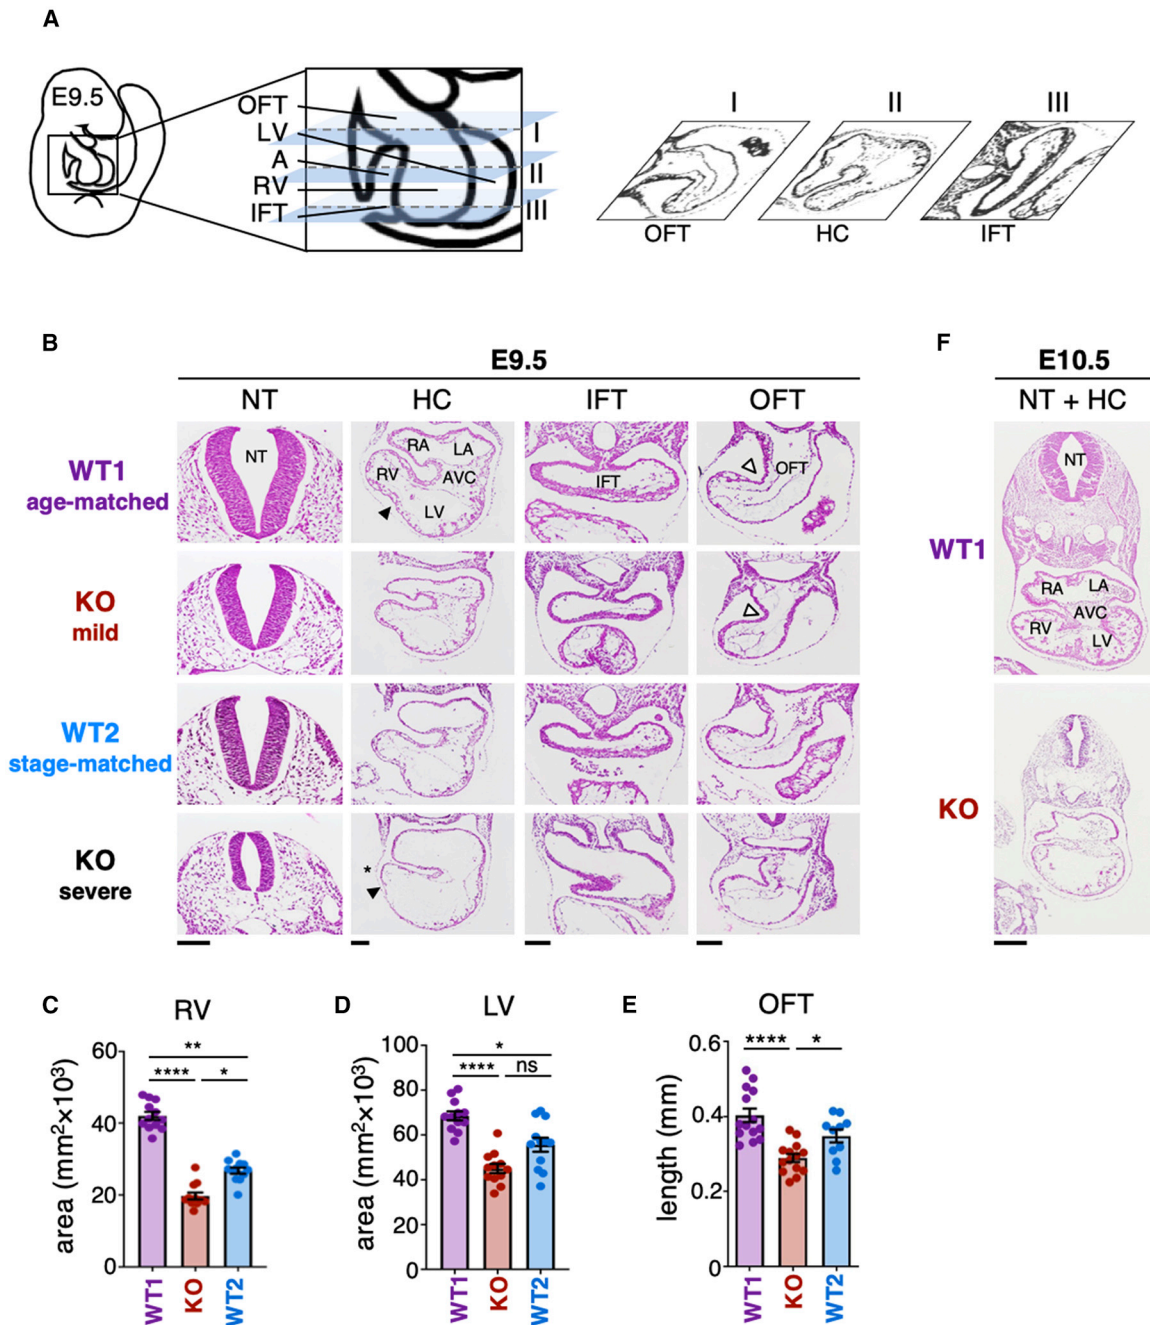 A
E9.5
OFT
LV
A
RV
IFT
I
II
III
I
II
III
OFT
HC
IFT
B
E9.5
NT
HC
IFT
OFT
WT1
age-matched
NT
RA
LA
RV
AVC
LV
IFT
OFT
KO
mild
WT2
stage-matched
KO
severe
*
F
E10.5
NT + HC
WT1
NT
RA
LA
AVC
RV
LV
KO
C
RV
area (mm²×10³)
60
40
20
0
**
**** *
WT1 KO WT2
D
LV
area (mm²×10³)
100
80
60
40
20
0
*
**** ns
WT1 KO WT2
E
OFT
length (mm)
0.6
0.4
0.2
0
**** *
WT1 KO WT2